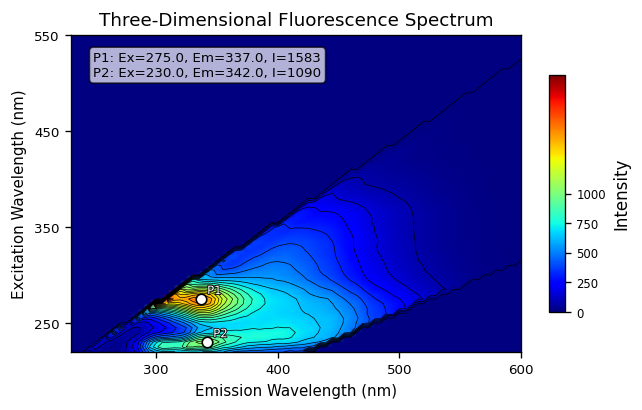 Three-Dimensional Fluorescence Spectrum
P1: Ex=275.0, Em=337.0, I=1583
P2: Ex=230.0, Em=342.0, I=1090
550
450
350
250
Excitation Wavelength (nm)
P1
P2
300
400
500
600
Emission Wavelength (nm)
1000
750
500
250
0
Intensity